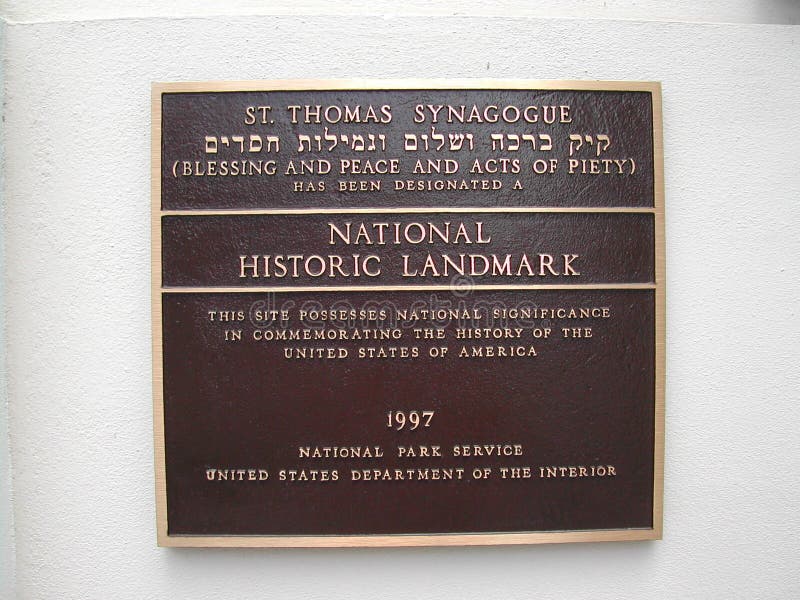 ST. THOMAS SYNAGOGUE
קיק ברכה ושלום וגמילות חסדים
(BLESSING AND PEACE AND ACTS OF PIETY)
HAS BEEN DESIGNATED A
NATIONAL
HISTORIC LANDMARK
THIS SITE POSSESSES NATIONAL SIGNIFICANCE
IN COMMEMORATING THE HISTORY OF THE
UNITED STATES OF AMERICA
dreamstime
1997
NATIONAL PARK SERVICE
UNITED STATES DEPARTMENT OF THE INTERIOR